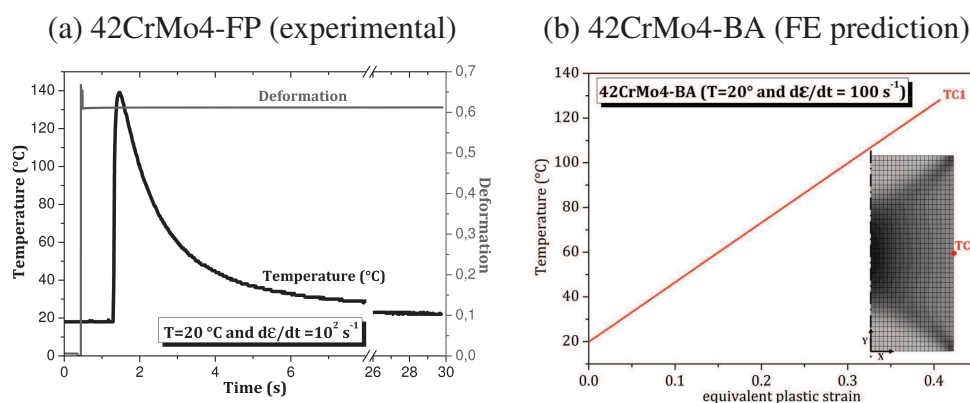 (a) 42CrMo4-FP (experimental)
(b) 42CrMo4-BA (FE prediction)
140
120
100
80
60
40
20
0
Temperature (°C)
0,7
0,6
0,5
0,4
0,3
0,2
0,1
0,0
Deformation
Deformation
Temperature (°C)
T=20 °C and dε/dt =10² s⁻¹
0 2 4 6 26 28 30
Time (s)
140
120
100
80
60
40
20
Temperature (°C)
42CrMo4-BA (T=20° and dε/dt = 100 s⁻¹)
TC1
TC
Y
X
0.0 0.1 0.2 0.3 0.4
equivalent plastic strain